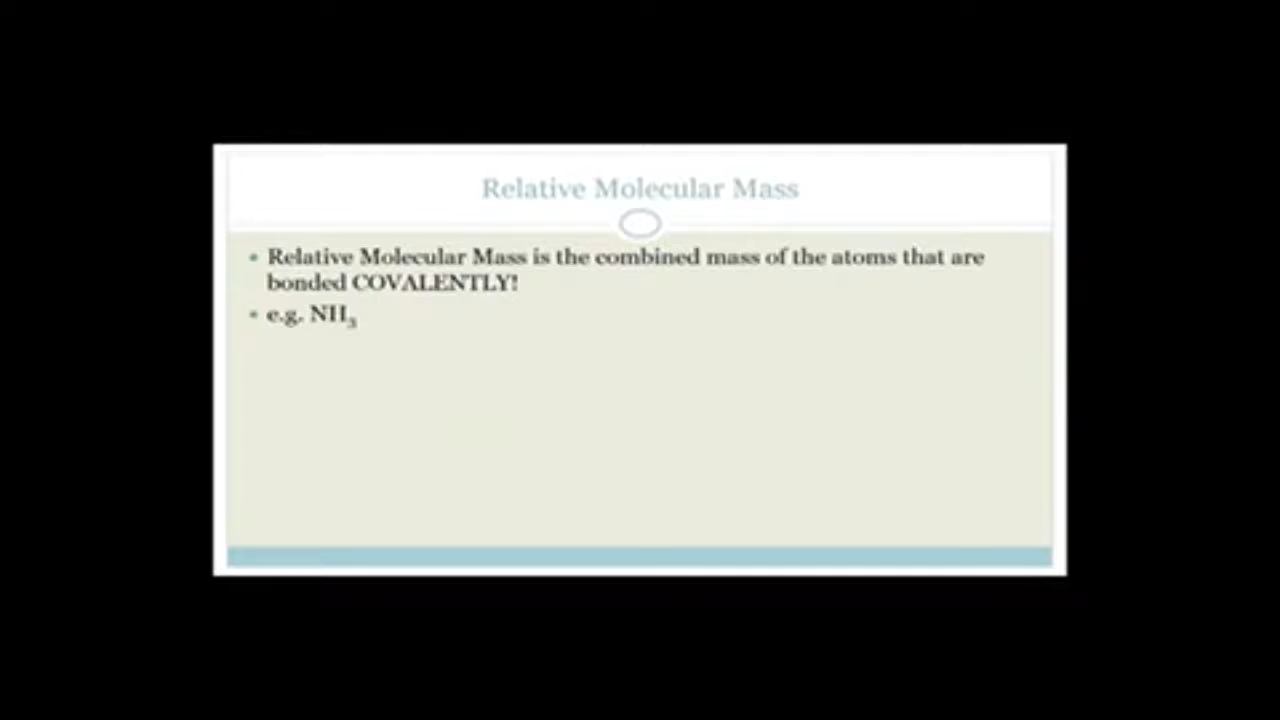 Relative Molecular Mass
• Relative Molecular Mass is the combined mass of the atoms that are
bonded COVALENTLY!
• e.g. NH₃